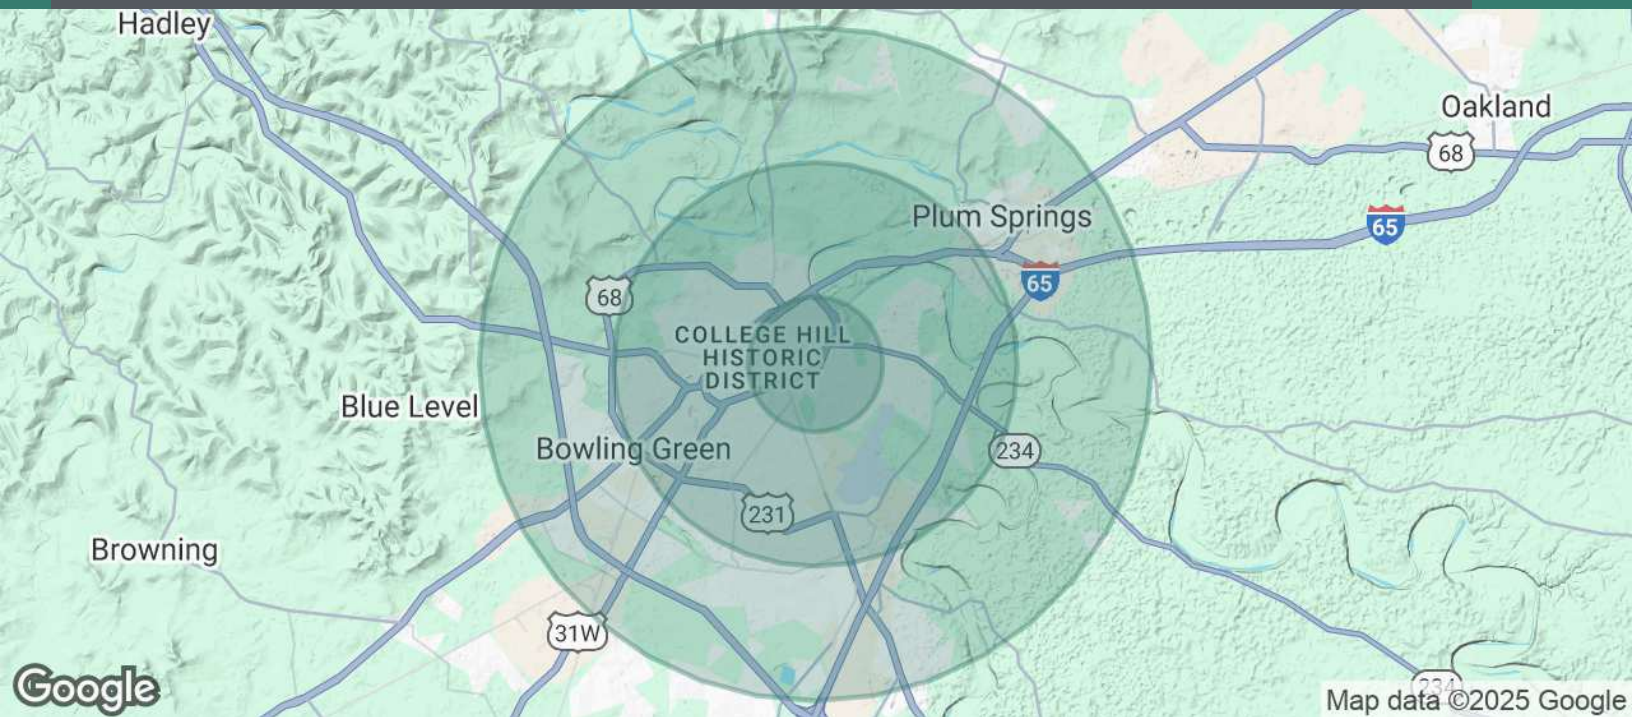 Hadley
Oakland
68
Plum Springs
65
65
68
COLLEGE HILL
HISTORIC
DISTRICT
Blue Level
Bowling Green
234
231
Browning
31W
234
Google
Map data ©2025 Google